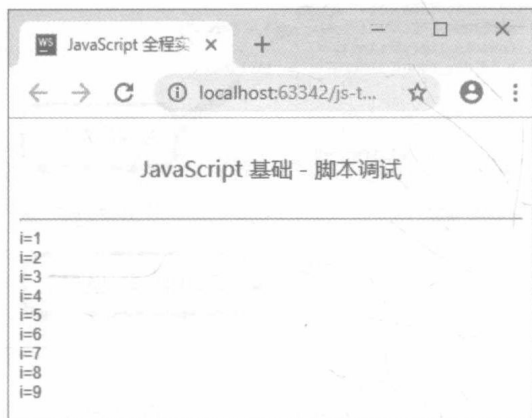 WS JavaScript 全程实
localhost:63342/js-t...
JavaScript 基础 - 脚本调试
i=1
i=2
i=3
i=4
i=5
i=6
i=7
i=8
i=9